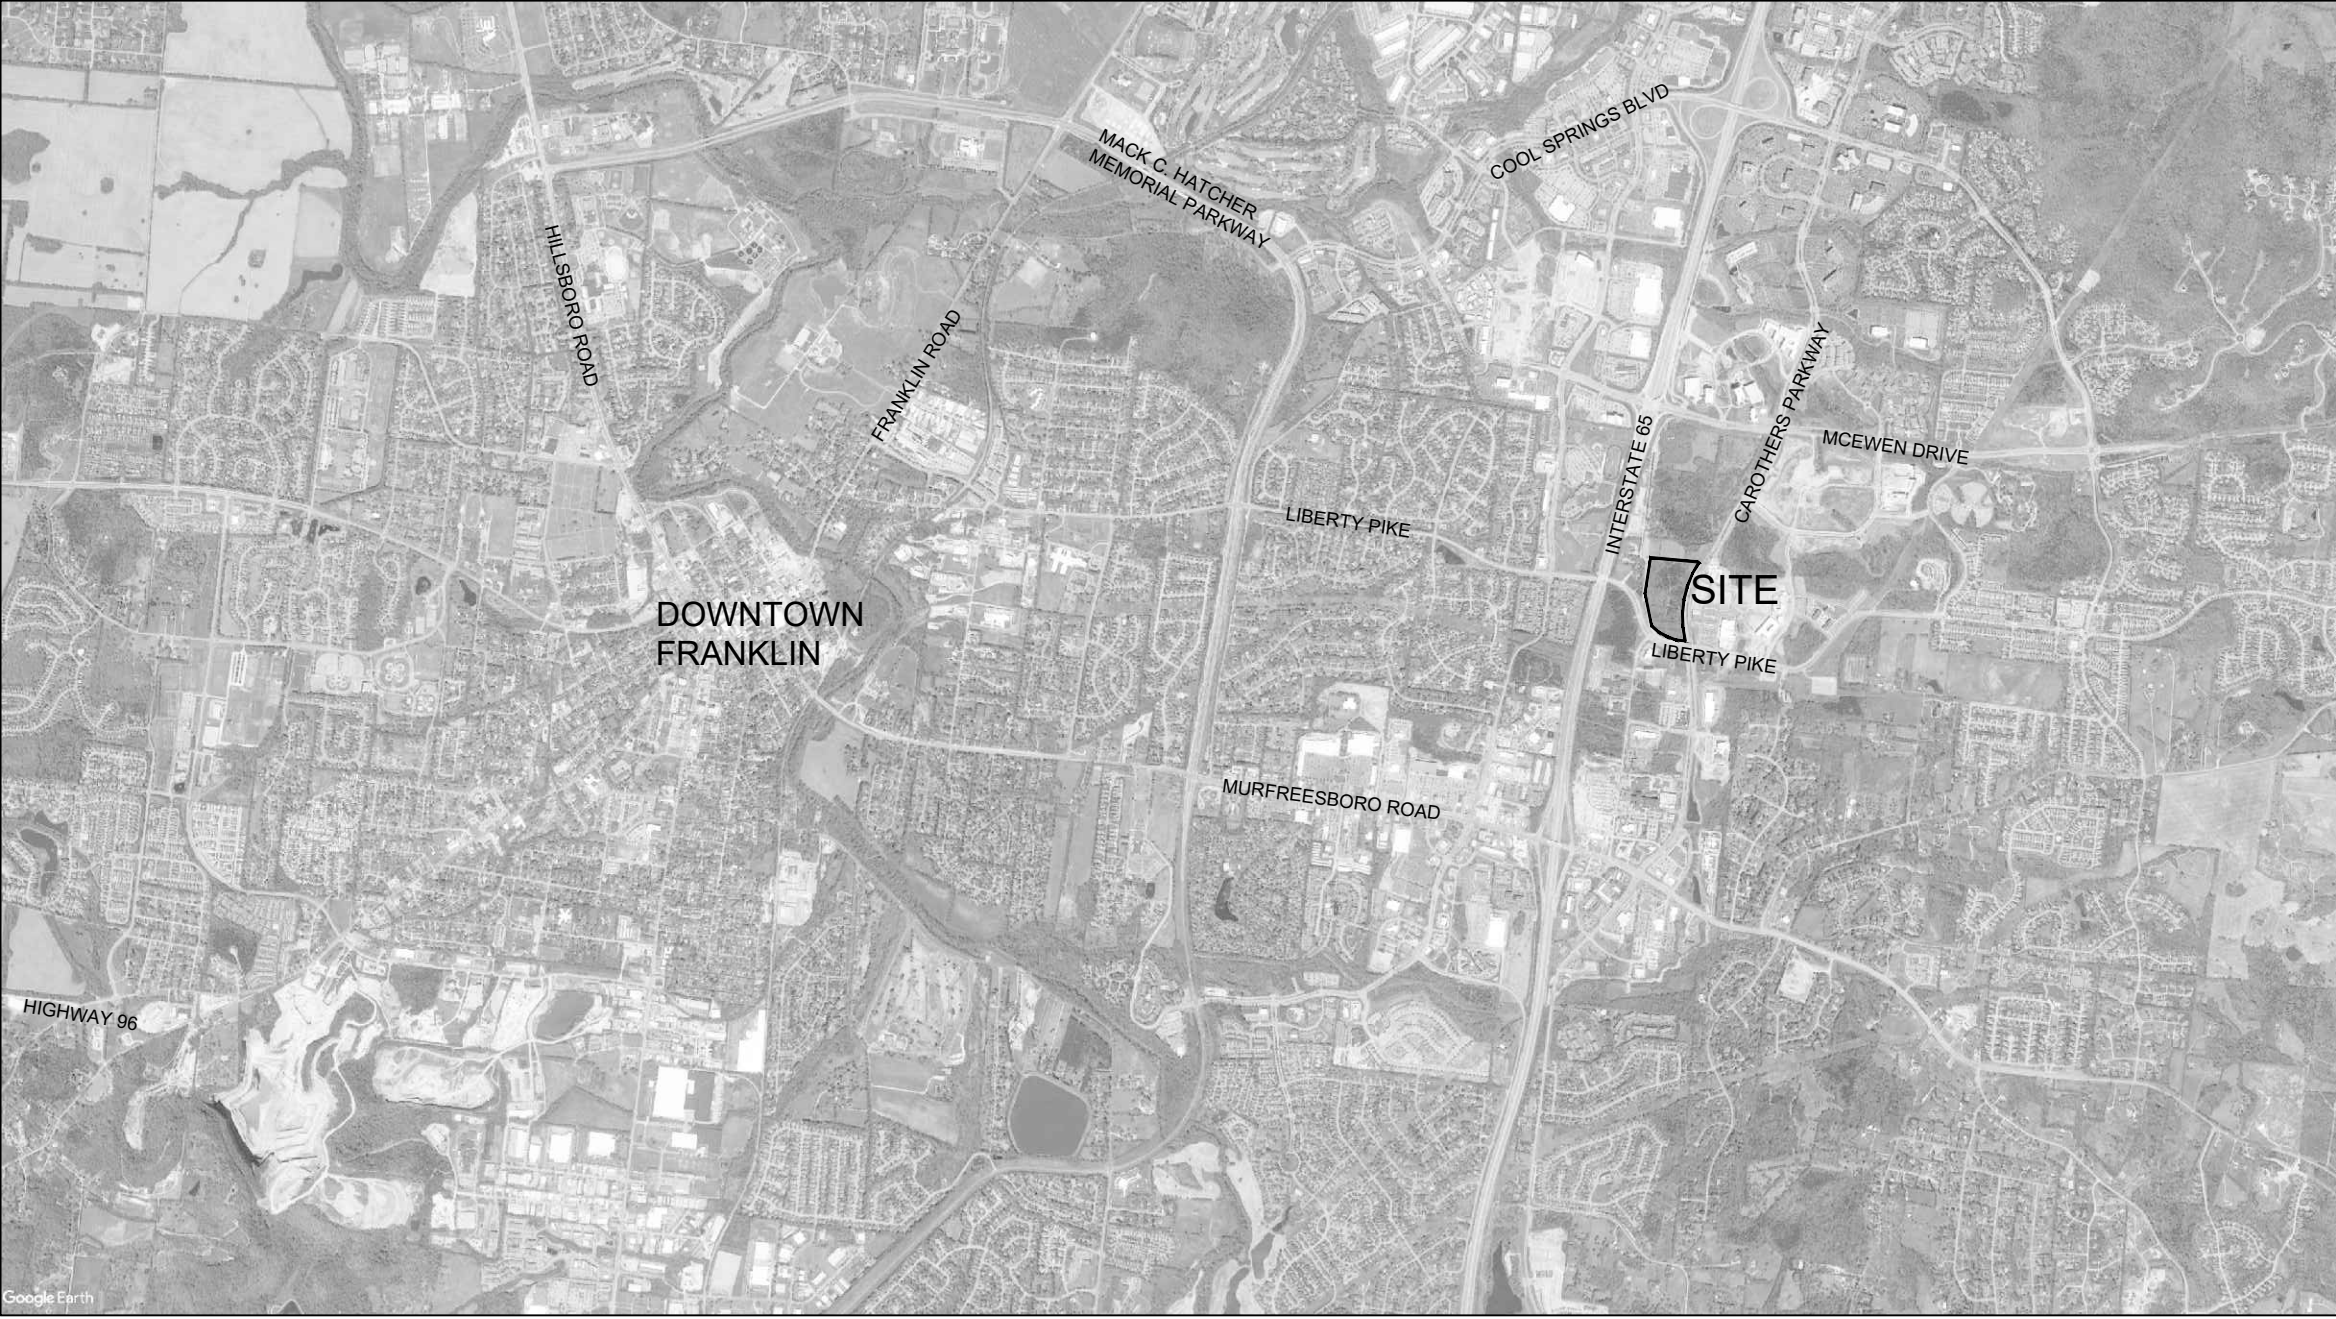 COOL SPRINGS BLVD
MACK C. HATCHER
MEMORIAL PARKWAY
HILLSBORO ROAD
FRANKLIN ROAD
CAROTHERS PARKWAY
INTERSTATE 65
MCEWEN DRIVE
LIBERTY PIKE
SITE
DOWNTOWN
FRANKLIN
LIBERTY PIKE
MURFREESBORO ROAD
HIGHWAY 96
Google Earth